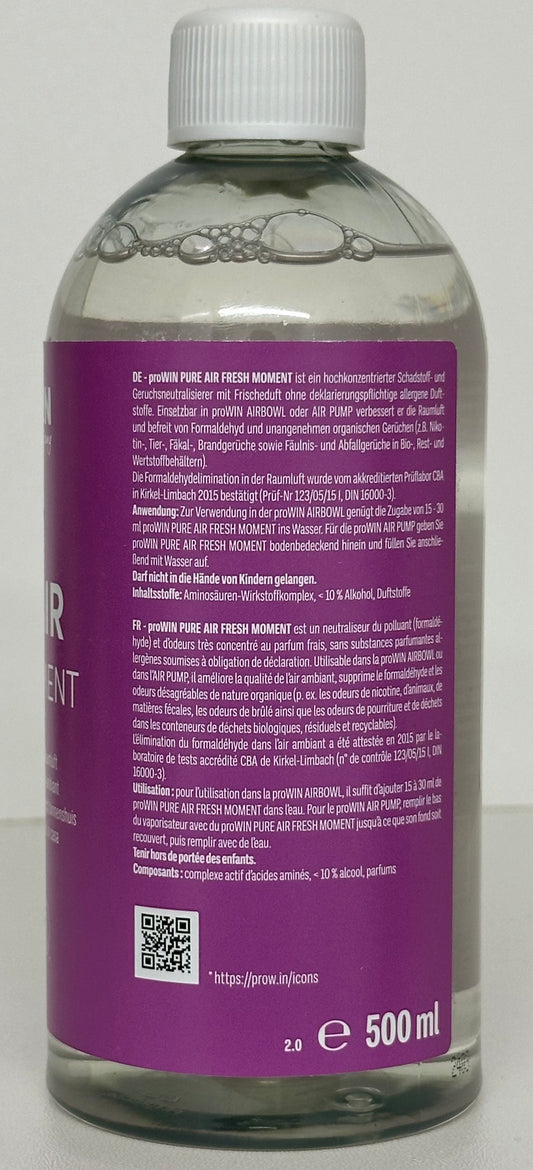 N
DE - proWIN PURE AIR FRESH MOMENT ist ein hochkonzentrierter Schadstoff- und
Geruchsneutralisierer mit Frischeduft ohne deklarierungspflichtige allergene Duft-
stoffe. Einsetzbar in proWIN AIRBOWL oder AIR PUMP verbessert er die Raumluft
und befreit von Formaldehyd und unangenehmen organischen Gerüchen (z.B. Niko-
tin-, Tier-, Fäkal-, Brandgerüche sowie Fäulnis- und Abfallgerüche in Bio-, Rest- und
Wertstoffbehältern).
Die Formaldehydelimination in der Raumluft wurde vom akkreditierten Prüflabor CBA
in Kirkel-Limbach 2015 bestätigt (Prüf-Nr 123/05/15 I, DIN 16000-3).
Anwendung: Zur Verwendung in der proWIN AIRBOWL genügt die Zugabe von 15 - 30
ml proWIN PURE AIR FRESH MOMENT ins Wasser. Für die proWIN AIR PUMP geben Sie
proWIN PURE AIR FRESH MOMENT bodenbedeckend hinein und füllen Sie anschlie-
ßend mit Wasser auf.
Darf nicht in die Hände von Kindern gelangen.
Inhaltsstoffe: Aminosäuren-Wirkstoffkomplex, < 10 % Alkohol, Duftstoffe
IR
ENT
FR - proWIN PURE AIR FRESH MOMENT est un neutraliseur du polluant (formaldé-
hyde) et d'odeurs très concentré au parfum frais, sans substances parfumantes al-
lergènes soumises à obligation de déclaration. Utilisable dans la proWIN AIRBOWL ou
dans l'AIR PUMP, il améliore la qualité de l'air ambiant, supprime le formaldéhyde et les
odeurs désagréables de nature organique (p. ex. les odeurs de nicotine, d'animaux, de
matières fécales, les odeurs de brûlé ainsi que les odeurs de pourriture et de déchets
dans les conteneurs de déchets biologiques, résiduels et recyclables).
L'élimination du formaldéhyde dans l'air ambiant a été attestée en 2015 par le la-
boratoire de tests accrédité CBA de Kirkel-Limbach (n° de contrôle 123/05/15 I, DIN
16000-3).
Utilisation : pour l'utilisation dans la proWIN AIRBOWL, il suffit d'ajouter 15 à 30 ml de
proWIN PURE AIR FRESH MOMENT dans l'eau. Pour le proWIN AIR PUMP, remplir le bas
du vaporisateur avec du proWIN PURE AIR FRESH MOMENT jusqu'à ce que son fond soit
recouvert, puis remplir avec de l'eau.
Tenir hors de portée des enfants.
Composants : complexe actif d'acides aminés, < 10 % alcool, parfums
*https://prow.in/icons
2.0 ℮ 500 ml